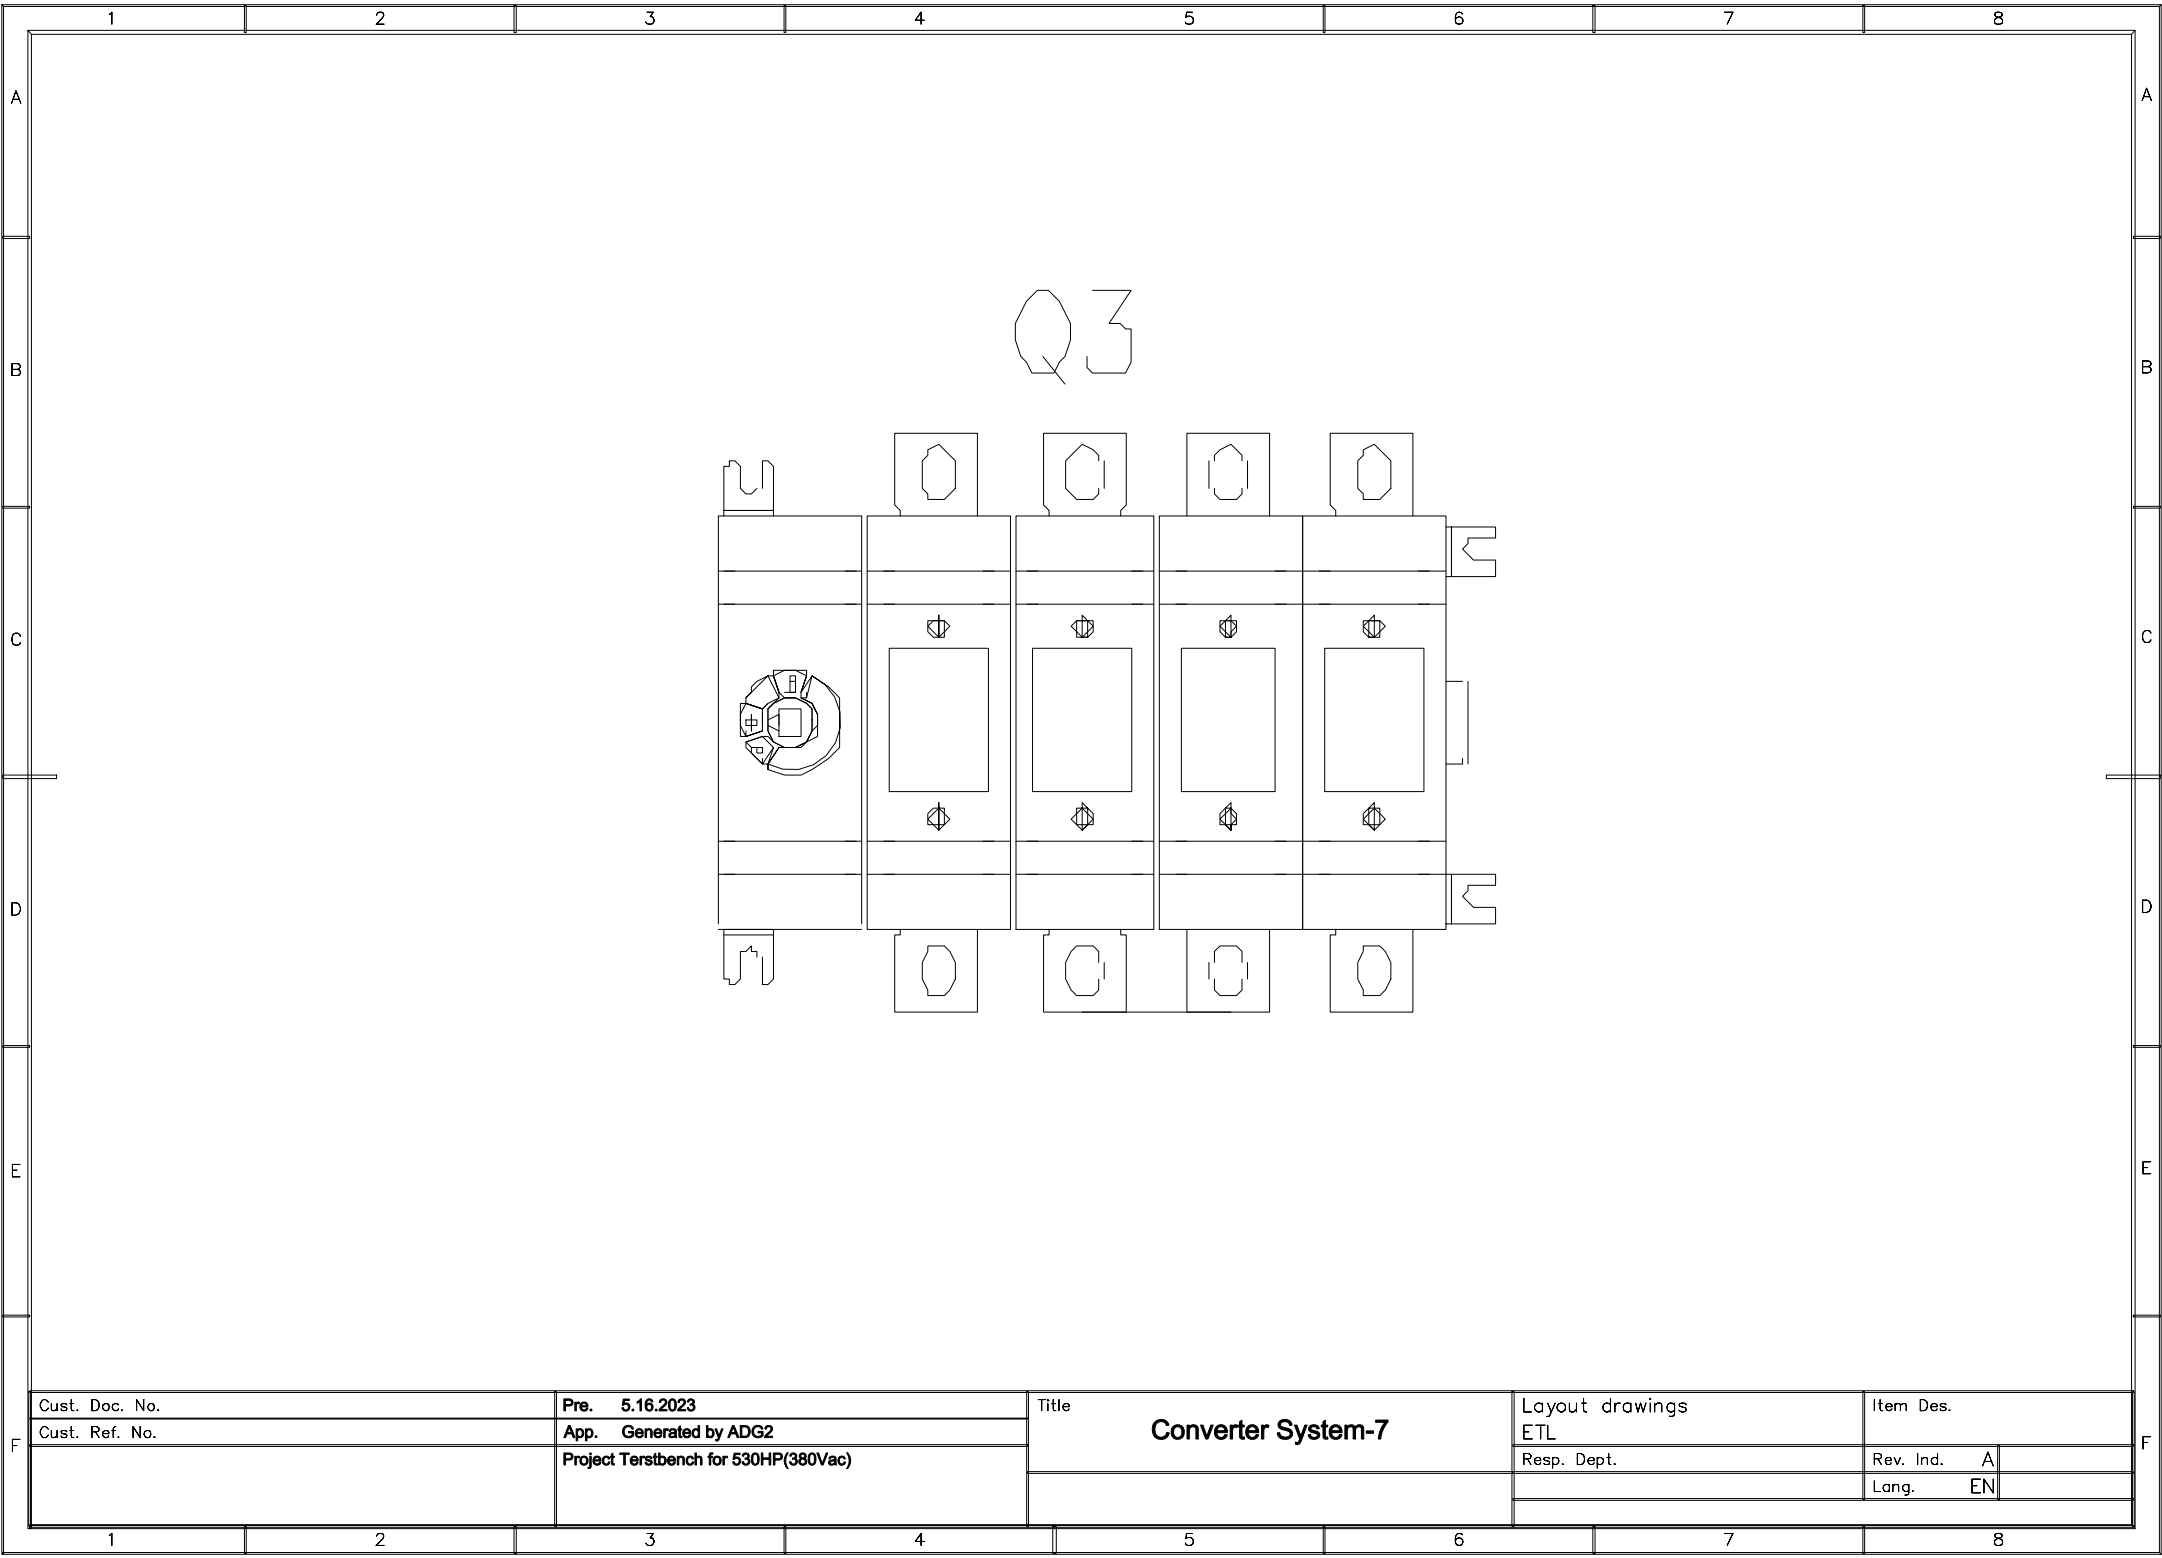 1 2 3 4 5 6 7 8
A A
B B
Q3
C C
D D
E E
F F
Cust. Doc. No.
Cust. Ref. No.
Pre. 5.16.2023
App. Generated by ADG2
Project Terstbench for 530HP(380Vac)
Title
Converter System-7
Layout drawings
ETL
Resp. Dept.
Item Des.
Rev. Ind. A
Lang. EN
1 2 3 4 5 6 7 8